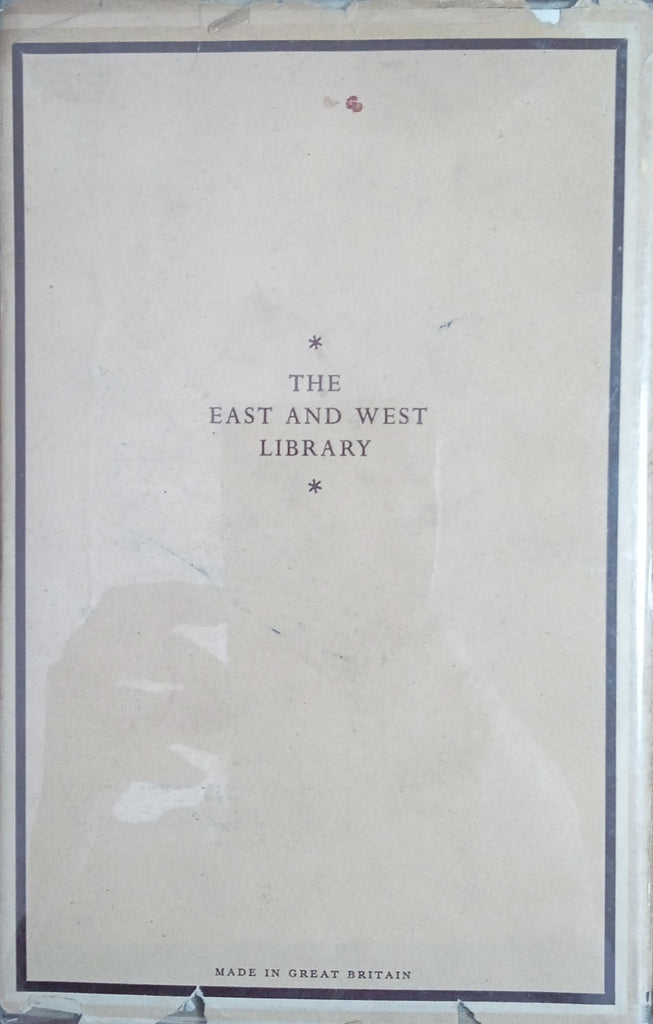 *
THE
EAST AND WEST
LIBRARY
*
MADE IN GREAT BRITAIN